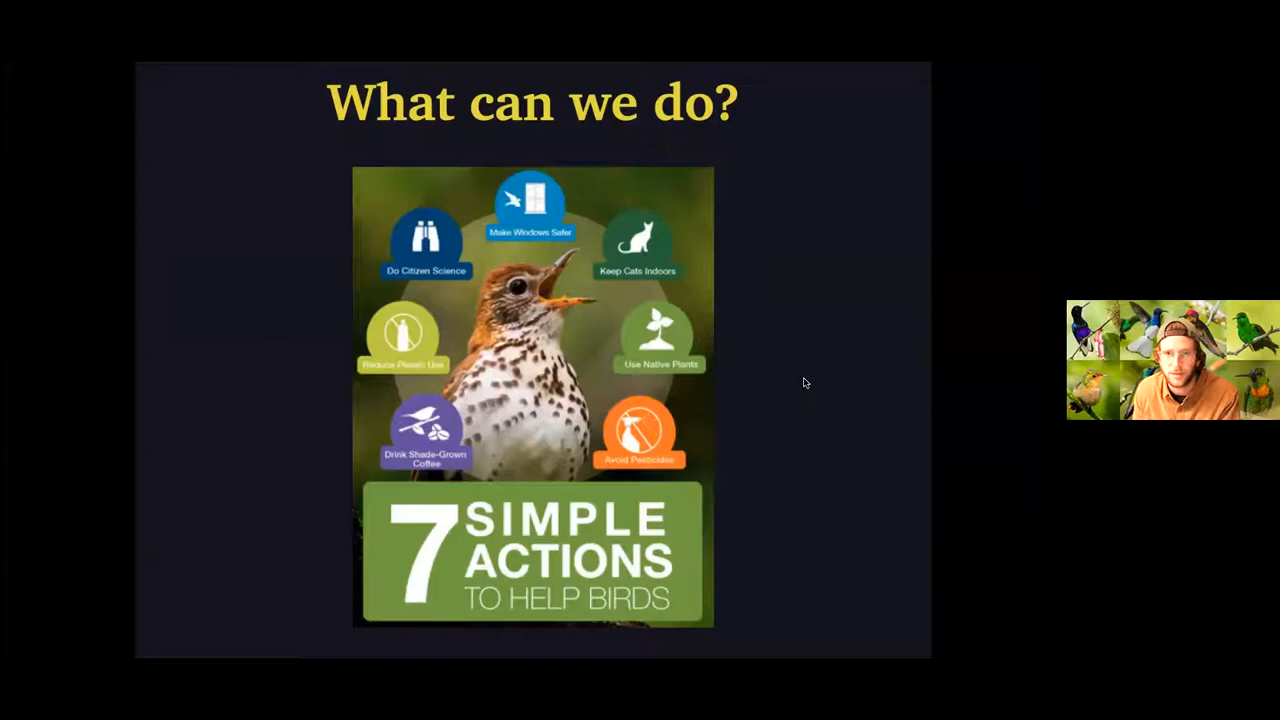 What can we do?
Make Windows Safer
Do Citizen Science
Keep Cats Indoors
Reduce Plastic Use
Use Native Plants
Drink Shade-Grown
Coffee
Avoid Pesticides
7 SIMPLE
ACTIONS
TO HELP BIRDS